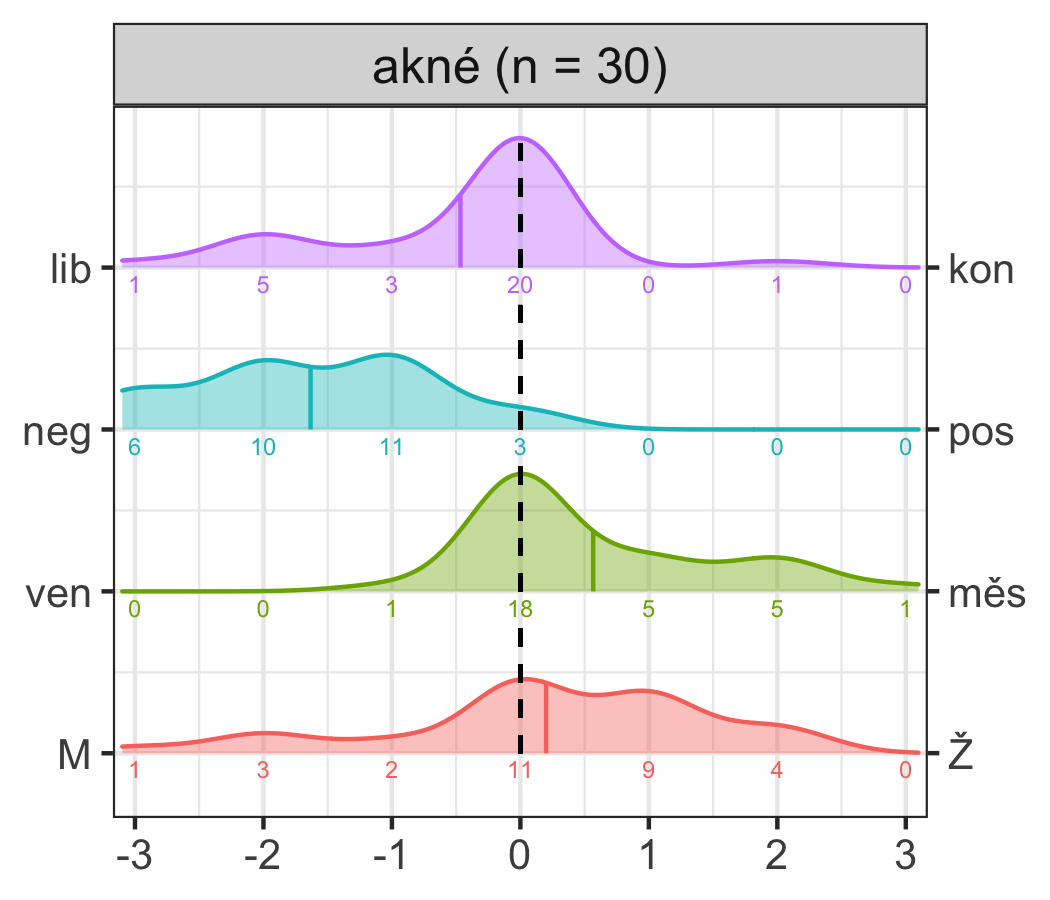 akné (n = 30)
lib kon
1 5 3 20 0 1 0
neg pos
6 10 11 3 0 0 0
ven měs
0 0 1 18 5 5 1
M Ž
1 3 2 11 9 4 0
-3 -2 -1 0 1 2 3